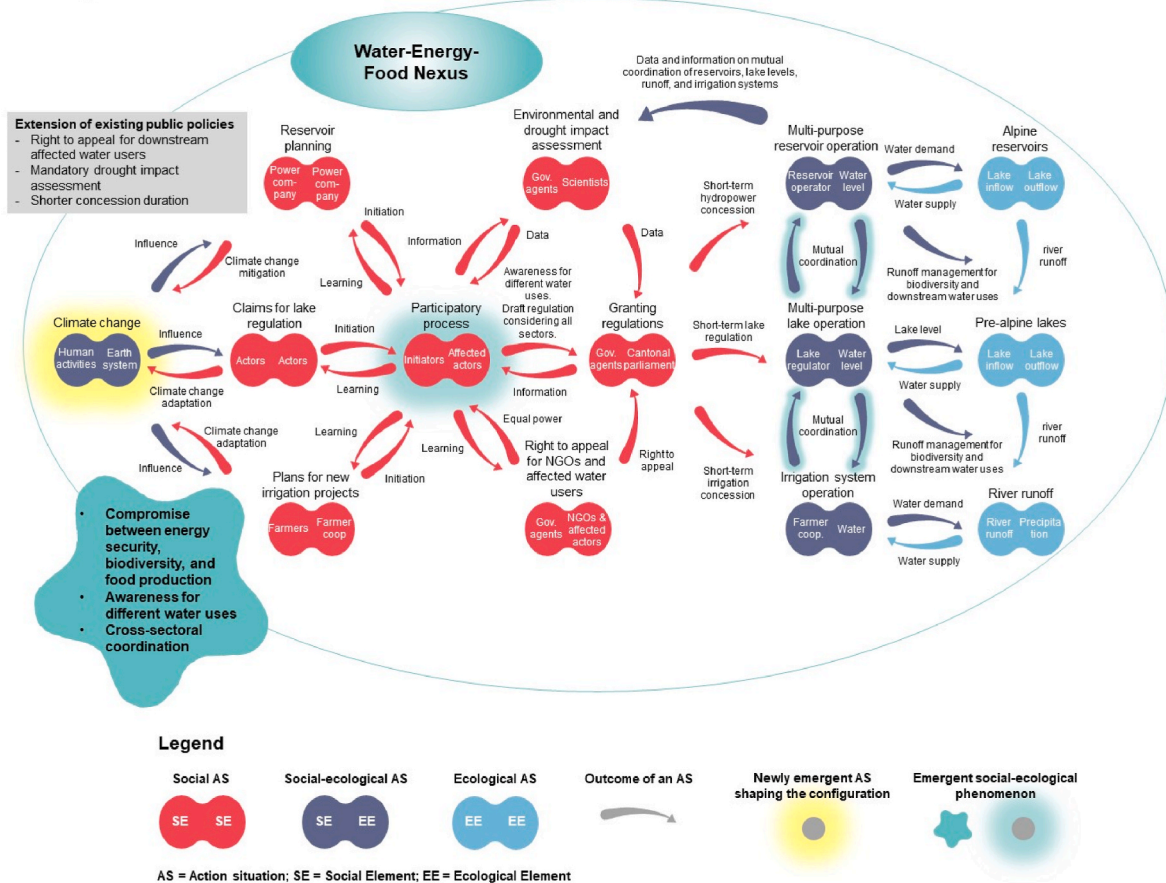 Water-Energy-
Food Nexus
Data and information on mutual
coordination of reservoirs, lake levels,
runoff, and irrigation systems
Extension of existing public policies
- Right to appeal for downstream
affected water users
- Mandatory drought impact
assessment
- Shorter concession duration
Reservoir
planning
Power
com-
pany
Power
com-
pany
Environmental and
drought impact
assessment
Gov.
agents
Scientists
Multi-purpose
reservoir operation
Reservoir
operator
Water
level
Water demand
Water supply
Alpine
reservoirs
Lake
inflow
Lake
outflow
Influence
Climate change
mitigation
Initiation
Learning
Information
Data
Data
Short-term
hydropower
concession
Mutual
coordination
Runoff management for
biodiversity and
downstream water uses
river
runoff
Climate change
Human
activities
Earth
system
Influence
Climate change
adaptation
Claims for lake
regulation
Actors
Actors
Initiation
Learning
Participatory
process
Initiators
Affected
actors
Awareness for
different water
uses.
Draft regulation
considering all
sectors.
Information
Granting
regulations
Gov.
agents
Cantonal
parliament
Short-term lake
regulation
Multi-purpose
lake operation
Lake
regulator
Water
level
Lake level
Water supply
Pre-alpine lakes
Lake
inflow
Lake
outflow
Climate change
adaptation
Influence
Learning
Initiation
Equal power
Learning
Right to appeal
for NGOs and
affected water
users
Right to
appeal
Short-term
irrigation
concession
Mutual
coordination
Runoff management for
biodiversity and
downstream water uses
river
runoff
Plans for new
irrigation projects
Farmers
Farmer
coop
Gov.
agents
NGOs &
affected
actors
Irrigation system
operation
Farmer
coop.
Water
Water demand
Water supply
River runoff
River
runoff
Precipita
tion
• Compromise
between energy
security,
biodiversity, and
food production
• Awareness for
different water uses
• Cross-sectoral
coordination
Legend
Social AS
SE SE
Social-ecological AS
SE EE
Ecological AS
EE EE
Outcome of an AS
Newly emergent AS
shaping the configuration
Emergent social-ecological
phenomenon
AS = Action situation; SE = Social Element; EE = Ecological Element